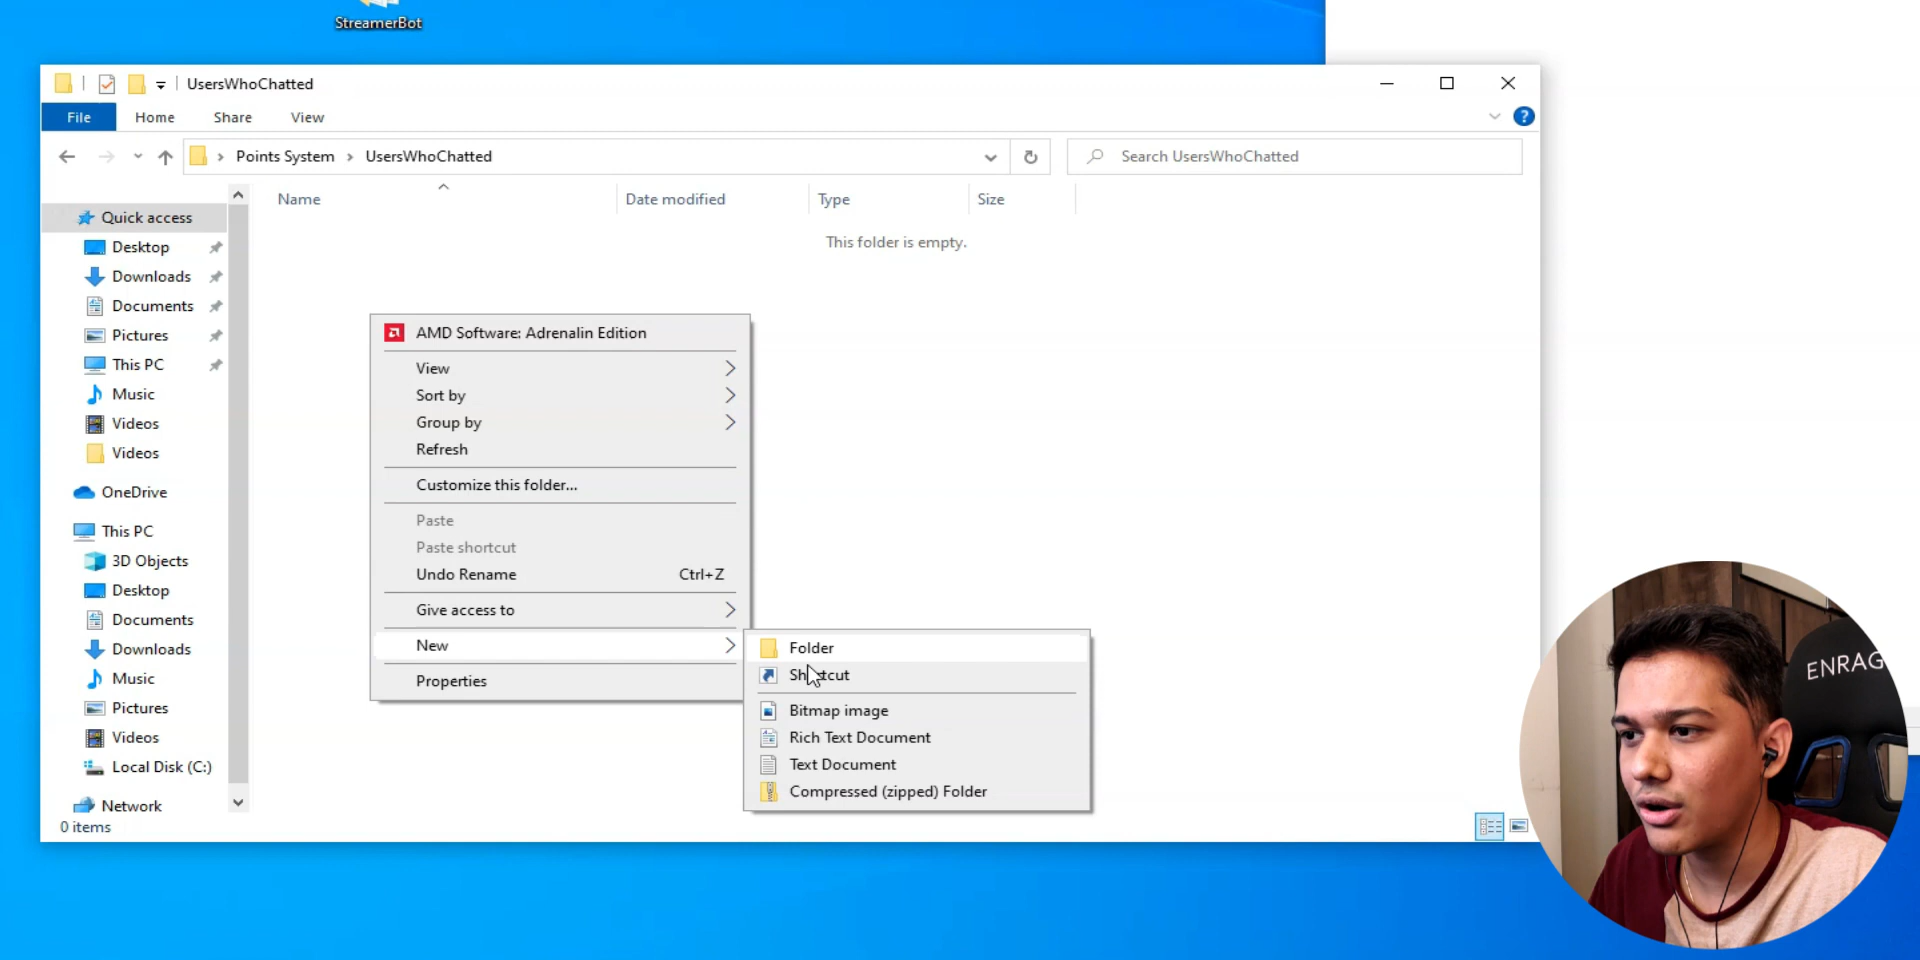 StreamerBot
UsersWhoChatted
File
Home
Share
View
?
Points System
UsersWhoChatted
Search UsersWhoChatted
Name
Date modified
Type
Size
This folder is empty.
Quick access
Desktop
Downloads
Documents
Pictures
This PC
Music
Videos
Videos
OneDrive
This PC
3D Objects
Desktop
Documents
Downloads
Music
Pictures
Videos
Local Disk (C:)
Network
0 items
AMD Software: Adrenalin Edition
View
Sort by
Group by
Refresh
Customize this folder...
Paste
Paste shortcut
Undo Rename Ctrl+Z
Give access to
New
Properties
Folder
Shortcut
Bitmap image
Rich Text Document
Text Document
Compressed (zipped) Folder
ENRAG